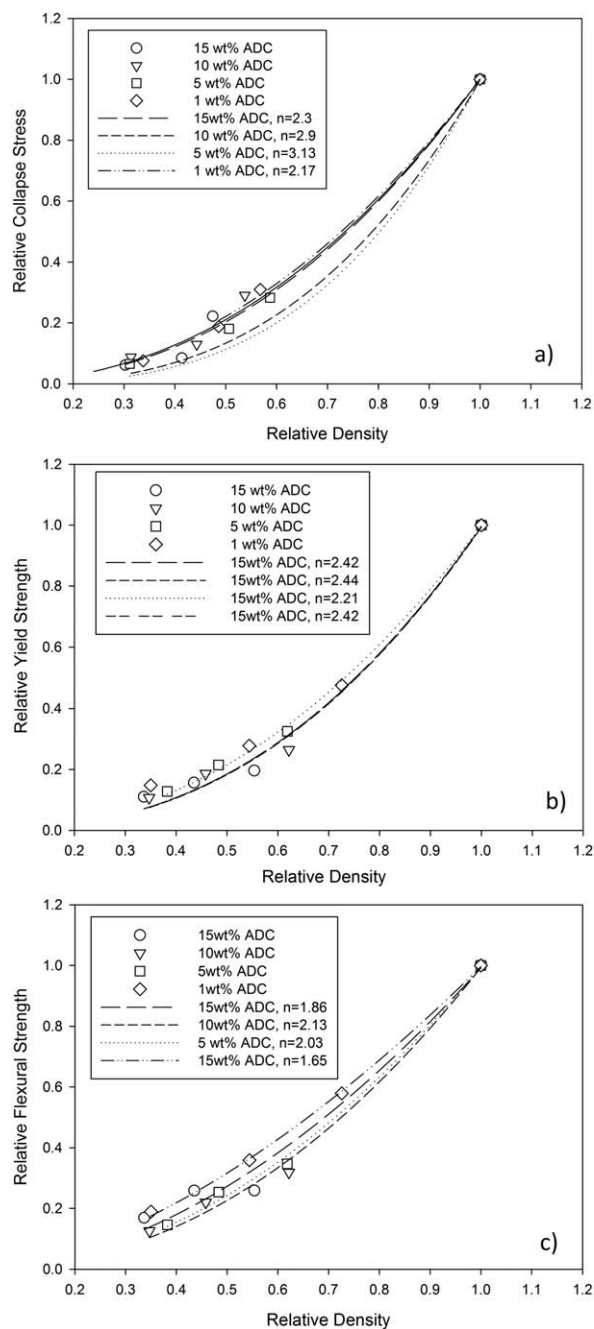 15 wt% ADC
10 wt% ADC
5 wt% ADC
1 wt% ADC
15wt% ADC, n=2.3
10 wt% ADC, n=2.9
5 wt% ADC, n=3.13
1 wt% ADC, n=2.17
Relative Collapse Stress
1.0
0.8
0.6
0.4
0.2
0.0
a)
0.2 0.3 0.4 0.5 0.6 0.7 0.8 0.9 1.0 1.1 1.2
Relative Density
15 wt% ADC
10 wt% ADC
5 wt% ADC
1 wt% ADC
15wt% ADC, n=2.42
15wt% ADC, n=2.44
15wt% ADC, n=2.21
15wt% ADC, n=2.42
Relative Yield Strength
1.0
0.8
0.6
0.4
0.2
0.0
b)
0.2 0.3 0.4 0.5 0.6 0.7 0.8 0.9 1.0 1.1 1.2
Relative Density
15wt% ADC
10wt% ADC
5wt% ADC
1wt% ADC
15wt% ADC, n=1.86
10wt% ADC, n=2.13
5 wt% ADC, n=2.03
15wt% ADC, n=1.65
Relative Flexural Strength
1.0
0.8
0.6
0.4
0.2
0.0
c)
0.2 0.3 0.4 0.5 0.6 0.7 0.8 0.9 1.0 1.1 1.2
Relative Density